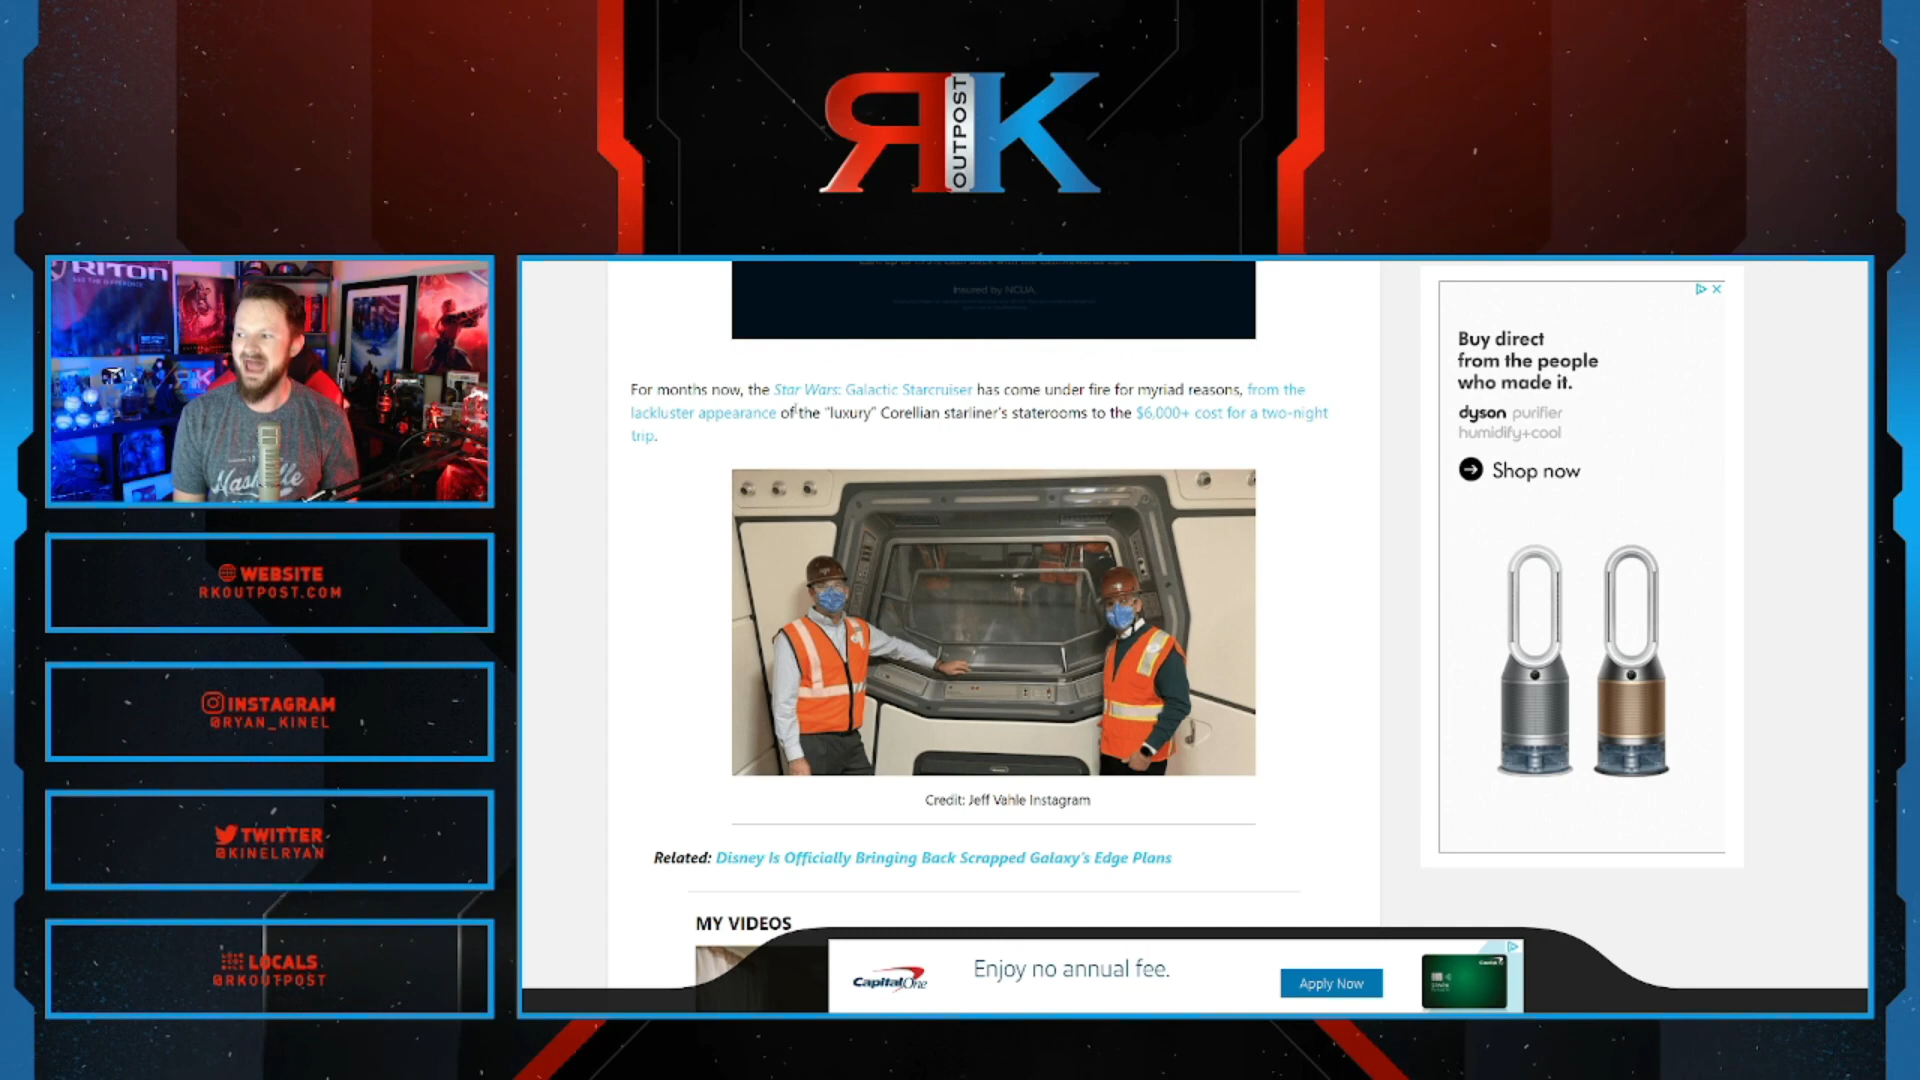 RK
OUTPOST
RITON
RK
Nashville
WEBSITE
RKOUTPOST.COM
INSTAGRAM
@RYAN_KINEL
TWITTER
@KINELRYAN
LOCALS
@RKOUTPOST
Insured by NCUA
For months now, the Star Wars: Galactic Starcruiser has come under fire for myriad reasons, from the
lackluster appearance of the "luxury" Corellian starliner's staterooms to the $6,000+ cost for a two-night
trip.
Credit: Jeff Vahle Instagram
Related: Disney Is Officially Bringing Back Scrapped Galaxy's Edge Plans
MY VIDEOS
Buy direct
from the people
who made it.
dyson purifier
humidify+cool
Shop now
Capital One
Enjoy no annual fee.
Apply Now